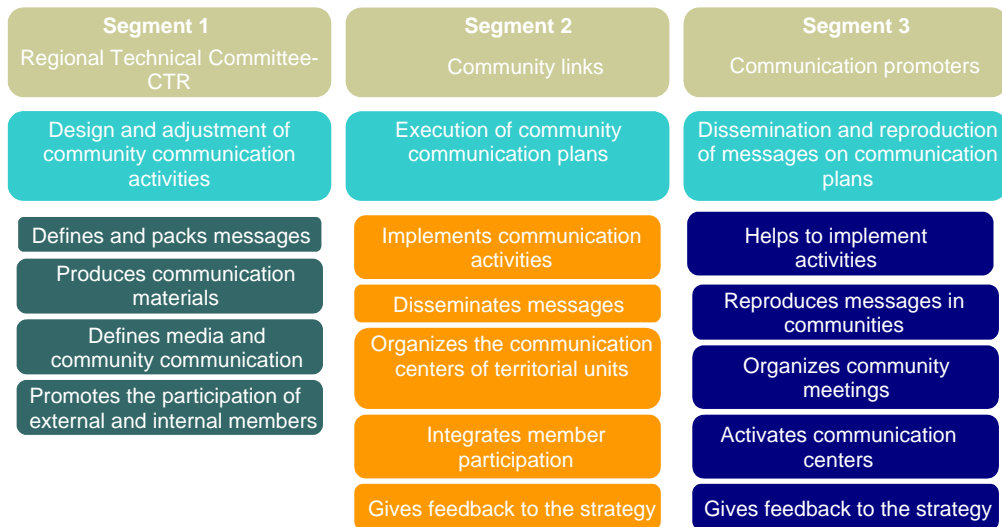 Segment 1
Regional Technical Committee-
CTR
Design and adjustment of
community communication
activities
Defines and packs messages
Produces communication
materials
Defines media and
community communication
Promotes the participation of
external and internal members
Segment 2
Community links
Execution of community
communication plans
Implements communication
activities
Disseminates messages
Organizes the communication
centers of territorial units
Integrates member
participation
Gives feedback to the strategy
Segment 3
Communication promoters
Dissemination and reproduction
of messages on communication
plans
Helps to implement
activities
Reproduces messages in
communities
Organizes community
meetings
Activates communication
centers
Gives feedback to the strategy